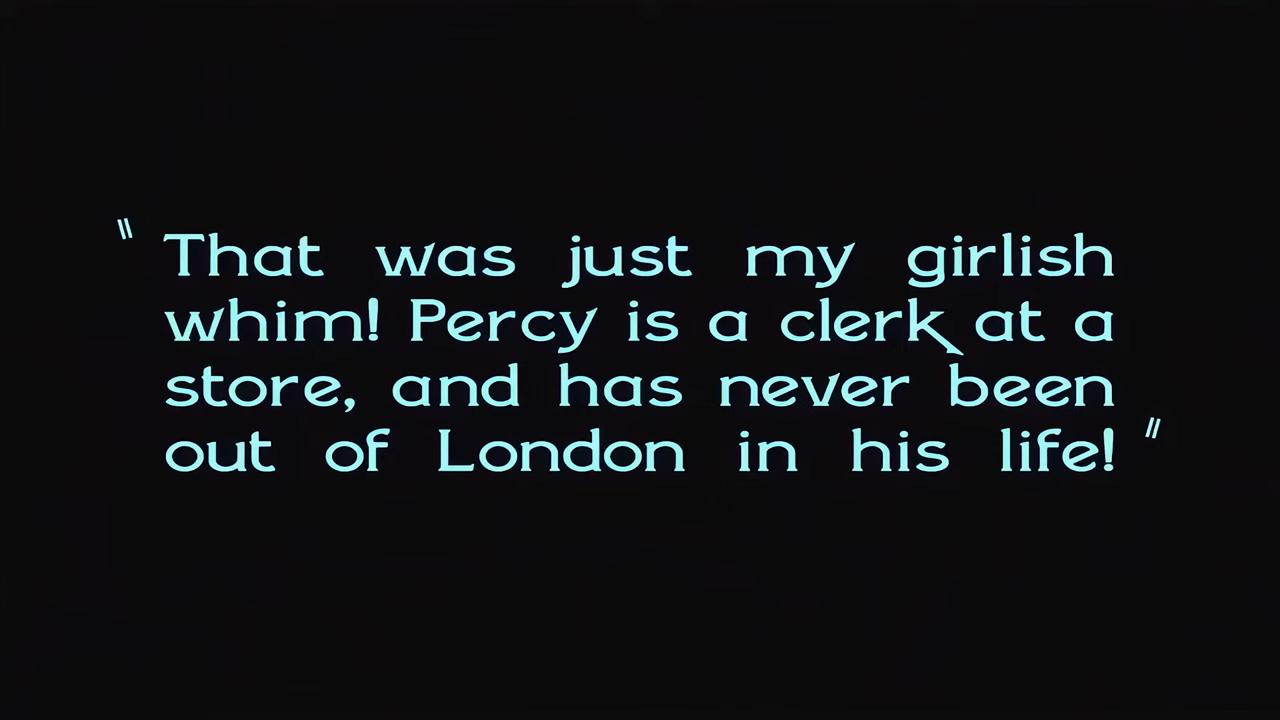 "That was just my girlish
whim! Percy is a clerk at a
store, and has never been
out of London in his life!"